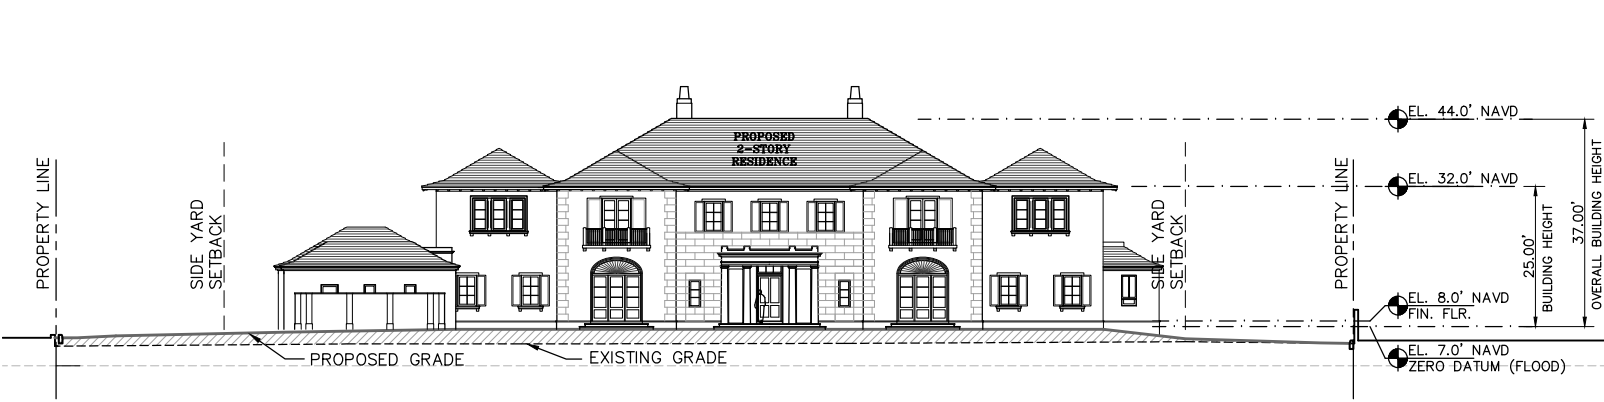 PROPOSED
2-STORY
RESIDENCE
PROPERTY LINE
SIDE YARD
SETBACK
SIDE YARD
SETBACK
PROPERTY LINE
EL. 44.0' NAVD
EL. 32.0' NAVD
EL. 8.0' NAVD
FIN. FLR.
EL. 7.0' NAVD
ZERO DATUM (FLOOD)
25.00'
BUILDING HEIGHT
37.00'
OVERALL BUILDING HEIGHT
PROPOSED GRADE
EXISTING GRADE